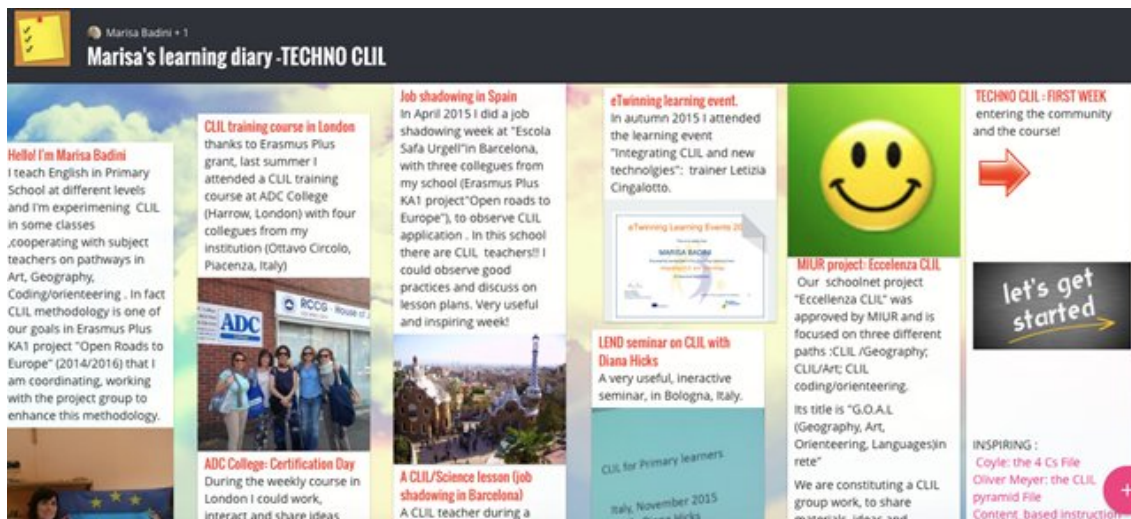 Marisa Badini + 1
Marisa's learning diary -TECHNO CLIL
Hello! I'm Marisa Badini
I teach English in Primary
School at different levels
and I'm experimening CLIL
in some classes
,cooperating with subject
teachers on pathways in
Art, Geography,
Coding/orienteering . In fact
CLIL methodology is one of
our goals in Erasmus Plus
KA1 project "Open Roads to
Europe" (2014/2016) that I
am coordinating, working
with the project group to
enhance this methodology.
CLIL training course in London
thanks to Erasmus Plus
grant, last summer I
attended a CLIL training
course at ADC College
(Harrow, London) with four
collegues from my
institution (Ottavo Circolo,
Piacenza, Italy)
ADC
RCCG - House of
ADC College: Certification Day
During the weekly course in
London I could work,
interact and share ideas
Job shadowing in Spain
In April 2015 I did a job
shadowing week at "Escola
Safa Urgell"in Barcelona,
with three collegues from
my school (Erasmus Plus
KA1 project"Open roads to
Europe"), to observe CLIL
application . In this school
there are CLIL teachers!! I
could observe good
practices and discuss on
lesson plans. Very useful
and inspiring week!
A CLIL/Science lesson (job
shadowing in Barcelona)
A CLIL teacher during a
eTwinning learning event.
In autumn 2015 I attended
the learning event
"Integrating CLIL and new
technolgies": trainer Letizia
Cingalotto.
eTwinning Learning Events
MARISA BADINI
LEND seminar on CLIL with
Diana Hicks
A very useful, ineractive
seminar, in Bologna, Italy.
CLIL for Primary learners
Italy, November 2015
Diana Hicks
MIUR project: Eccelenza CLIL
Our schoolnet project
"Eccellenza CLIL" was
approved by MIUR and is
focused on three different
paths :CLIL /Geography;
CLIL/Art; CLIL
coding/orienteering.
Its title is "G.O.A.L
(Geography, Art,
Orienteering, Languages)in
rete"
We are constituting a CLIL
group work, to share
materials, ideas and
TECHNO CLIL : FIRST WEEK
entering the community
and the course!
let's get
started
INSPIRING :
Coyle: the 4 Cs File
Oliver Meyer: the CLIL
pyramid File
Content based instruction